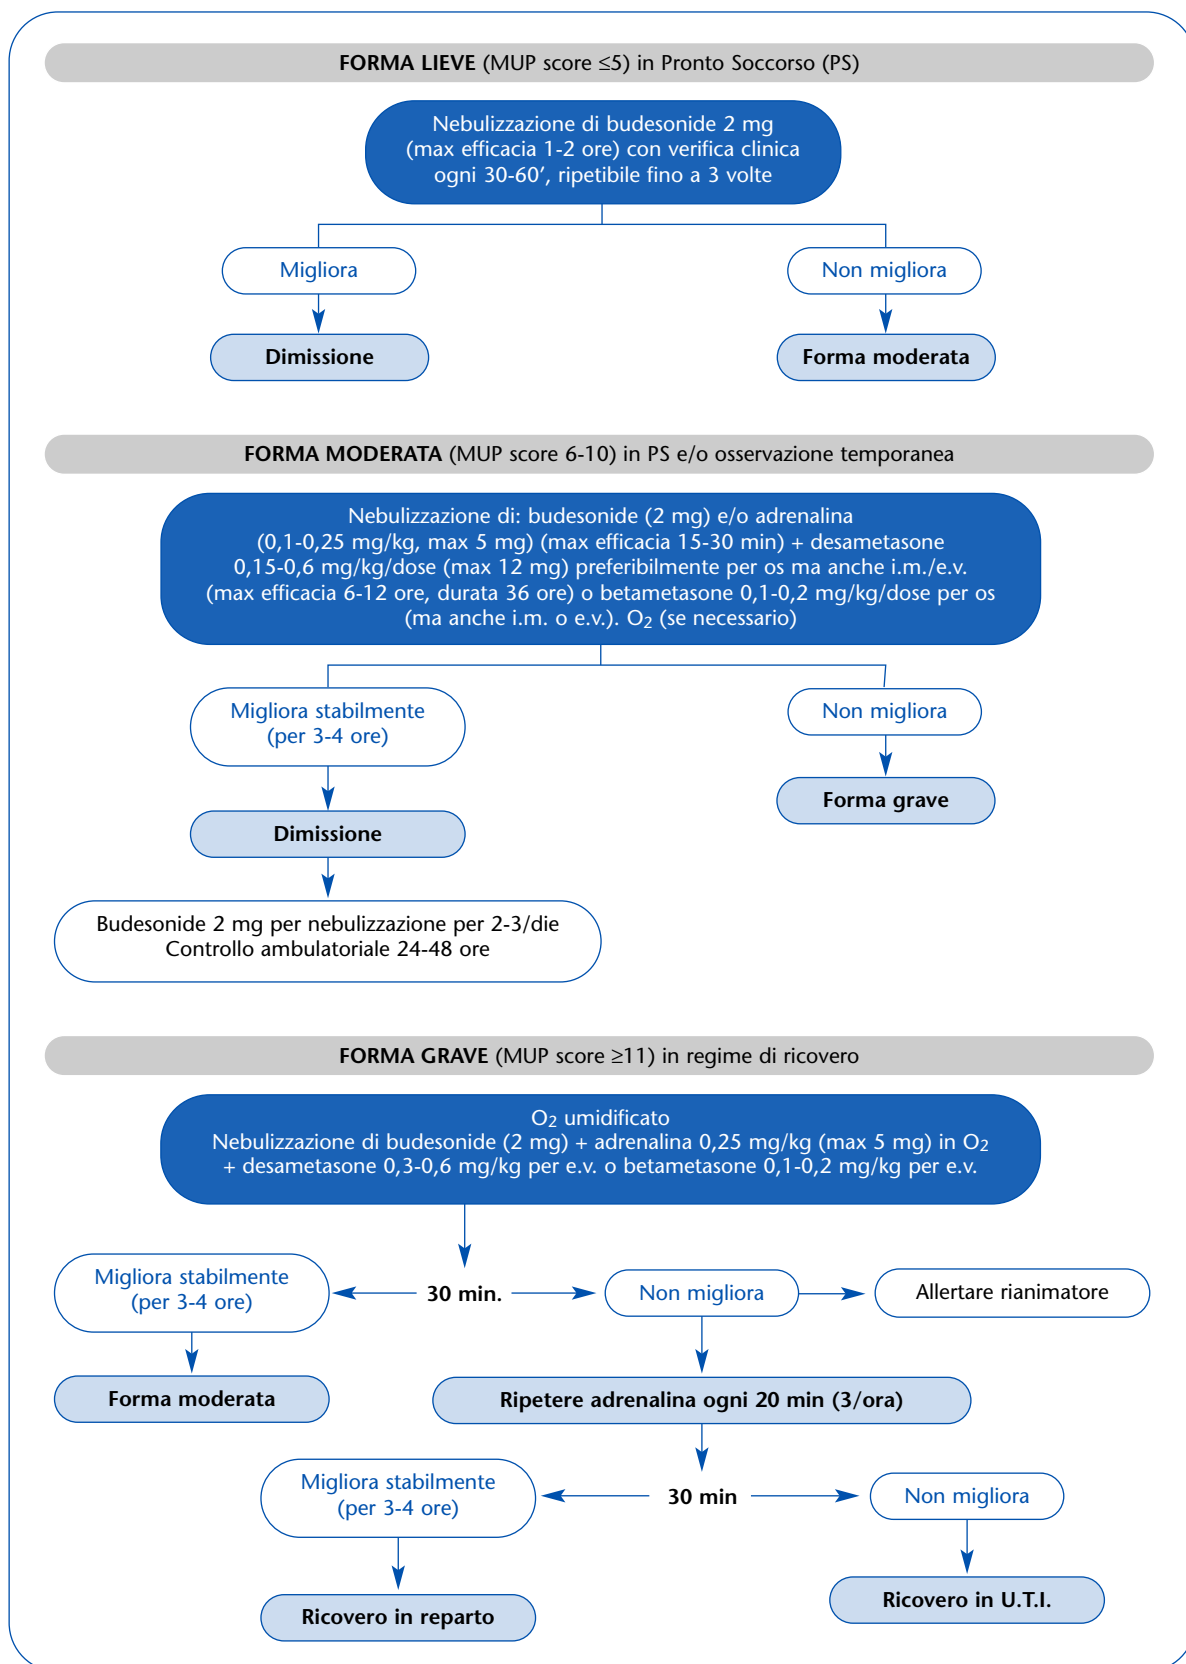 FORMA LIEVE (MUP score ≤5) in Pronto Soccorso (PS)
Nebulizzazione di budesonide 2 mg
(max efficacia 1-2 ore) con verifica clinica
ogni 30-60’, ripetibile fino a 3 volte
Migliora
Non migliora
Dimissione
Forma moderata
FORMA MODERATA (MUP score 6-10) in PS e/o osservazione temporanea
Nebulizzazione di: budesonide (2 mg) e/o adrenalina
(0,1-0,25 mg/kg, max 5 mg) (max efficacia 15-30 min) + desametasone
0,15-0,6 mg/kg/dose (max 12 mg) preferibilmente per os ma anche i.m./e.v.
(max efficacia 6-12 ore, durata 36 ore) o betametasone 0,1-0,2 mg/kg/dose per os
(ma anche i.m. o e.v.). O2 (se necessario)
Migliora stabilmente
(per 3-4 ore)
Non migliora
Forma grave
Dimissione
Budesonide 2 mg per nebulizzazione per 2-3/die
Controllo ambulatoriale 24-48 ore
FORMA GRAVE (MUP score ≥11) in regime di ricovero
O2 umidificato
Nebulizzazione di budesonide (2 mg) + adrenalina 0,25 mg/kg (max 5 mg) in O2
+ desametasone 0,3-0,6 mg/kg per e.v. o betametasone 0,1-0,2 mg/kg per e.v.
Migliora stabilmente
(per 3-4 ore)
30 min.
Non migliora
Allertare rianimatore
Forma moderata
Ripetere adrenalina ogni 20 min (3/ora)
Migliora stabilmente
(per 3-4 ore)
30 min
Non migliora
Ricovero in reparto
Ricovero in U.T.I.